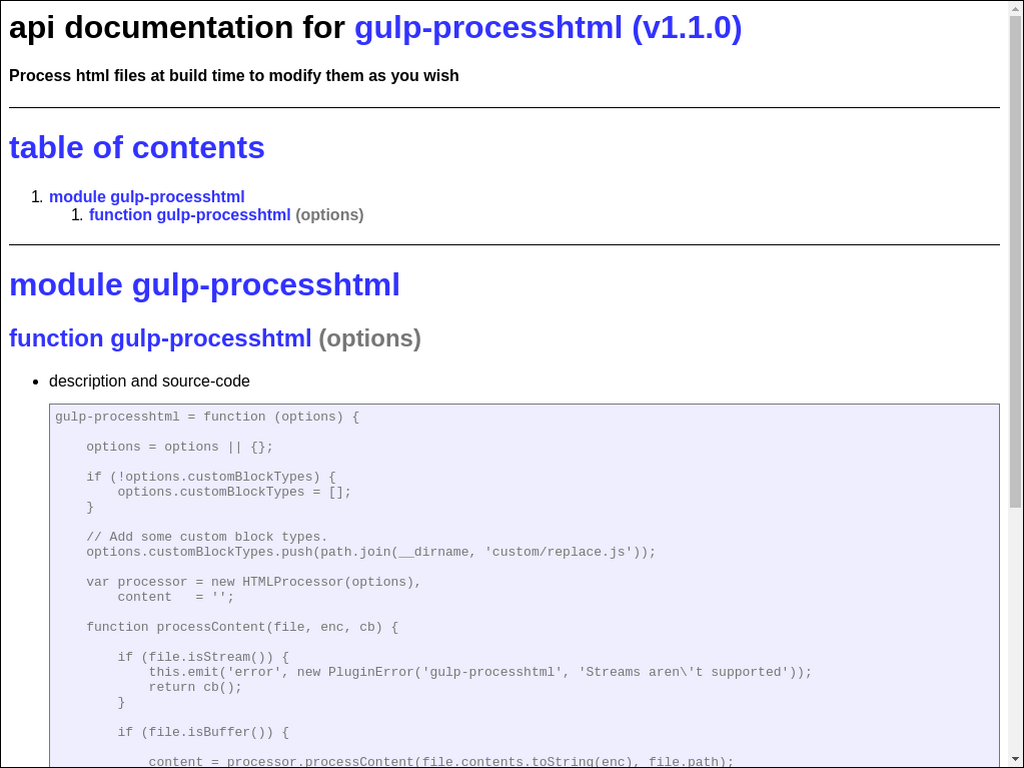 api documentation for gulp-processhtml (v1.1.0)
Process html files at build time to modify them as you wish
table of contents
1. module gulp-processhtml
1. function gulp-processhtml (options)
module gulp-processhtml
function gulp-processhtml (options)
• description and source-code
gulp-processhtml = function (options) {
    options = options || {};
    if (!options.customBlockTypes) {
        options.customBlockTypes = [];
    }
    // Add some custom block types.
    options.customBlockTypes.push(path.join(__dirname, 'custom/replace.js'));
    var processor = new HTMLProcessor(options),
        content   = '';
    function processContent(file, enc, cb) {
        if (file.isStream()) {
            this.emit('error', new PluginError('gulp-processhtml', 'Streams aren\'t supported'));
            return cb();
        }
        if (file.isBuffer()) {
            content = processor.processContent(file.contents.toString(enc), file.path);